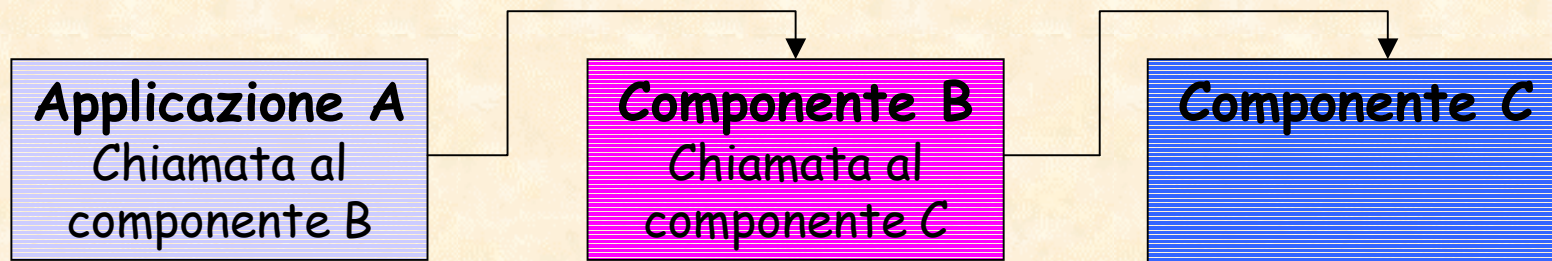 Applicazione A
Chiamata al
componente B
Componente B
Chiamata al
componente C
Componente C